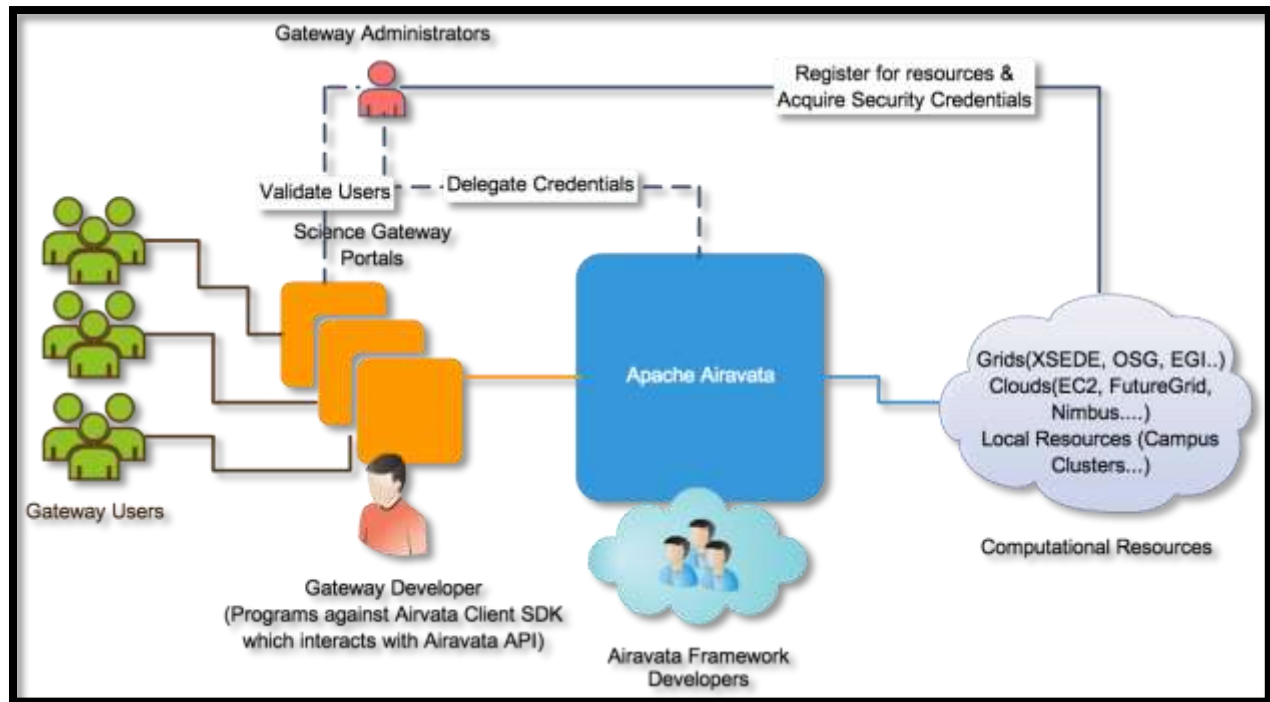 Gateway Administrators
Register for resources &
Acquire Security Credentials
Validate Users
Delegate Credentials
Science Gateway
Portals
Apache Airavata
Grids(XSEDE, OSG, EGI..)
Clouds(EC2, FutureGrid,
Nimbus....)
Local Resources (Campus
Clusters...)
Gateway Users
Computational Resources
Gateway Developer
(Programs against Airvata Client SDK
which interacts with Airavata API)
Airavata Framework
Developers